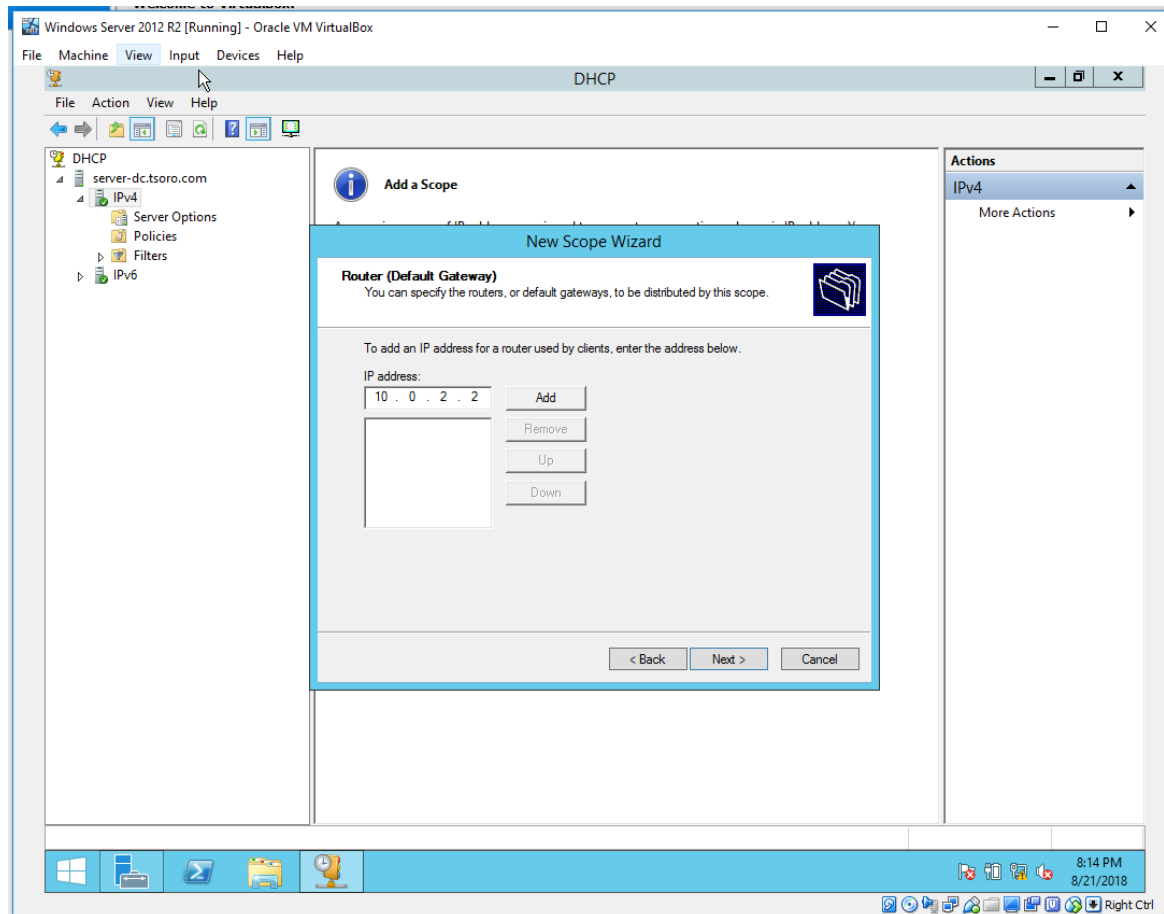 Welcome to VirtualBox!
Windows Server 2012 R2 [Running] - Oracle VM VirtualBox
File Machine View Input Devices Help
DHCP
File Action View Help
DHCP
server-dc.tsoro.com
IPv4
Server Options
Policies
Filters
IPv6
Add a Scope
New Scope Wizard
Router (Default Gateway)
You can specify the routers, or default gateways, to be distributed by this scope.
To add an IP address for a router used by clients, enter the address below.
IP address:
10 . 0 . 2 . 2
Add
Remove
Up
Down
< Back Next > Cancel
Actions
IPv4
More Actions
8:14 PM
8/21/2018
Right Ctrl